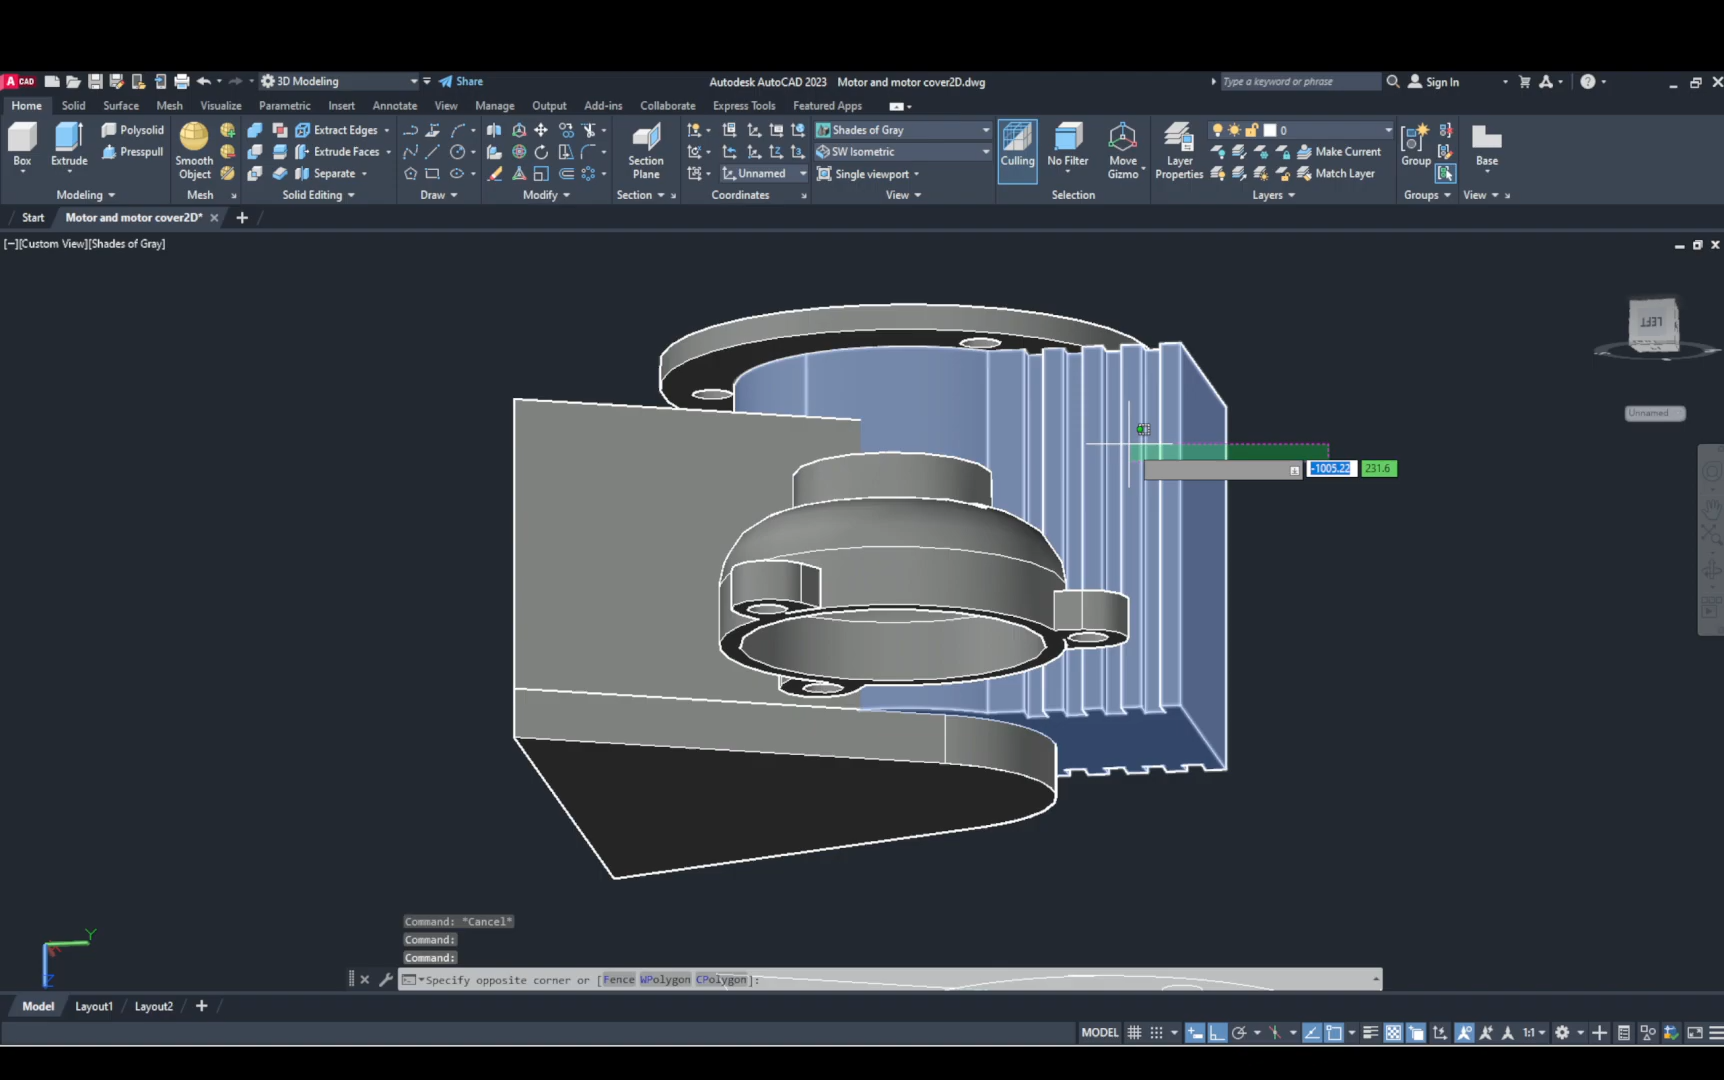 A CAD
3D Modeling
Share
Autodesk AutoCAD 2023 Motor and motor cover2D.dwg
Type a keyword or phrase
Sign In
Home Solid Surface Mesh Visualize Parametric Insert Annotate View Manage Output Add-ins Collaborate Express Tools Featured Apps
Box
Extrude
Polysolid
Presspull
Smooth
Object
Extract Edges
Extrude Faces
Separate
Section
Plane
Shades of Gray
SW Isometric
Unnamed
Single viewport
Culling
No Filter
Move
Gizmo
Layer
Properties
0
Make Current
Match Layer
Group
Base
Modeling Mesh Solid Editing Draw Modify Section Coordinates View Selection Layers Groups View
Start Motor and motor cover2D*
[−][Custom View][Shades of Gray]
LEFT
Unnamed
-1005.22 231.6
Y
Z
Command: *Cancel*
Command:
Command:
Specify opposite corner or [Fence WPolygon CPolygon]:
Model Layout1 Layout2
MODEL
1:1